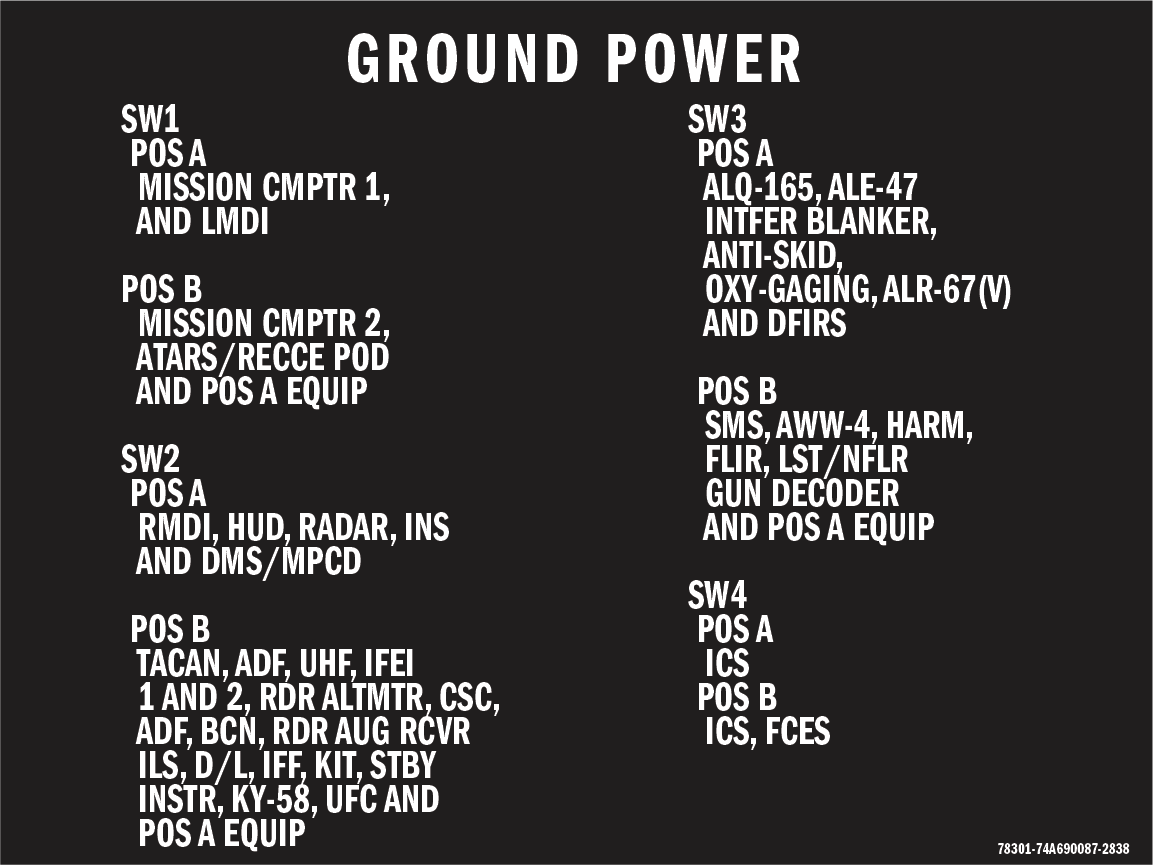 GROUND POWER
SW1
POS A
MISSION CMPTR 1,
AND LMDI
POS B
MISSION CMPTR 2,
ATARS/RECCE POD
AND POS A EQUIP
SW2
POS A
RMDI, HUD, RADAR, INS
AND DMS/MPCD
POS B
TACAN, ADF, UHF, IFEI
1 AND 2, RDR ALTMTR, CSC,
ADF, BCN, RDR AUG RCVR
ILS, D/L, IFF, KIT, STBY
INSTR, KY-58, UFC AND
POS A EQUIP
SW3
POS A
ALQ-165, ALE-47
INTFER BLANKER,
ANTI-SKID,
OXY-GAGING, ALR-67(V)
AND DFIRS
POS B
SMS, AWW-4, HARM,
FLIR, LST/NFLR
GUN DECODER
AND POS A EQUIP
SW4
POS A
ICS
POS B
ICS, FCES
78301-74A690087-2838